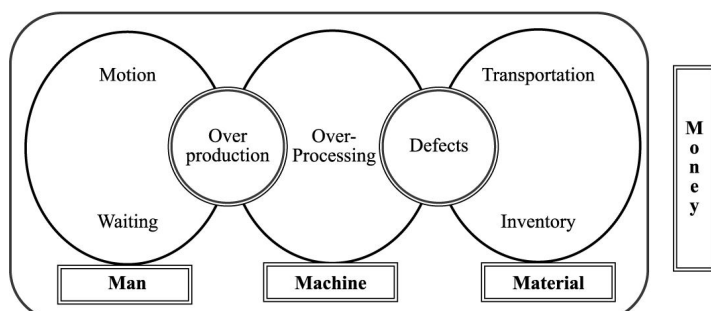 Motion
Transportation
Over
production
Over-
Processing
Defects
Waiting
Inventory
Man
Machine
Material
M
o
n
e
y